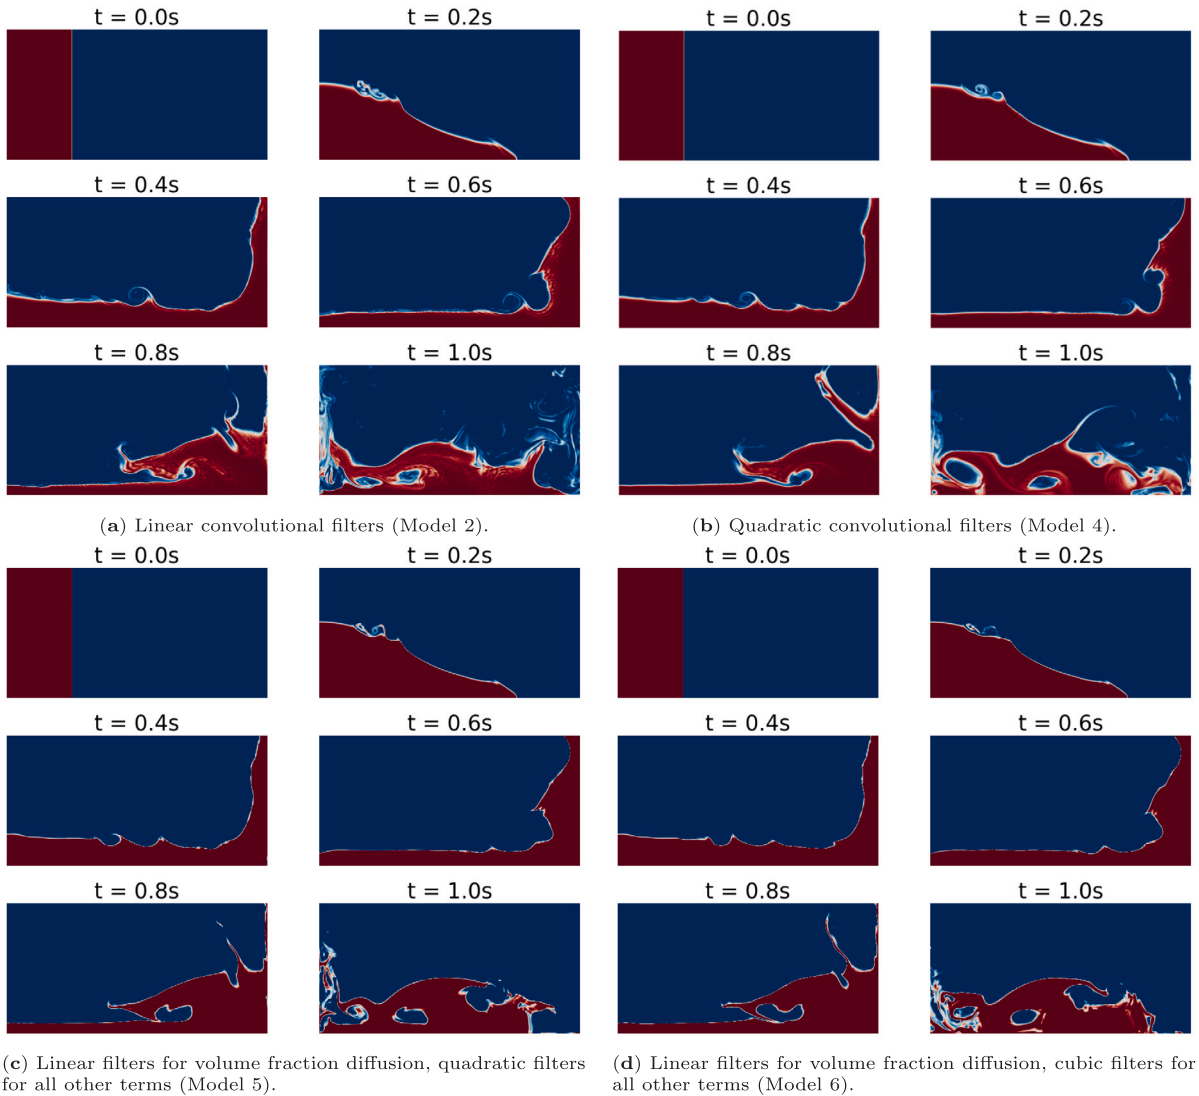 t = 0.0s
t = 0.2s
t = 0.4s
t = 0.6s
t = 0.8s
t = 1.0s
(a) Linear convolutional filters (Model 2).
t = 0.0s
t = 0.2s
t = 0.4s
t = 0.6s
t = 0.8s
t = 1.0s
(b) Quadratic convolutional filters (Model 4).
t = 0.0s
t = 0.2s
t = 0.4s
t = 0.6s
t = 0.8s
t = 1.0s
(c) Linear filters for volume fraction diffusion, quadratic filters
for all other terms (Model 5).
t = 0.0s
t = 0.2s
t = 0.4s
t = 0.6s
t = 0.8s
t = 1.0s
(d) Linear filters for volume fraction diffusion, cubic filters for
all other terms (Model 6).